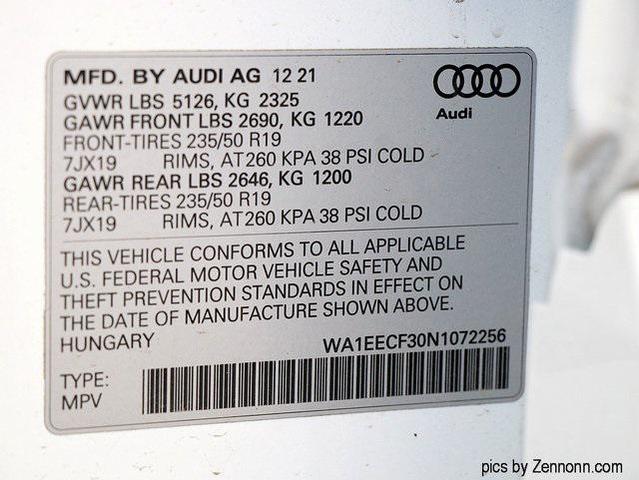 MFD. BY AUDI AG 12 21
Audi
GVWR LBS 5126, KG 2325
GAWR FRONT LBS 2690, KG 1220
FRONT-TIRES 235/50 R19
7JX19 RIMS, AT 260 KPA 38 PSI COLD
GAWR REAR LBS 2646, KG 1200
REAR-TIRES 235/50 R19
7JX19 RIMS, AT 260 KPA 38 PSI COLD
THIS VEHICLE CONFORMS TO ALL APPLICABLE
U.S. FEDERAL MOTOR VEHICLE SAFETY AND
THEFT PREVENTION STANDARDS IN EFFECT ON
THE DATE OF MANUFACTURE SHOWN ABOVE.
HUNGARY WA1EECF30N1072256
TYPE:
MPV
pics by Zennonn.com